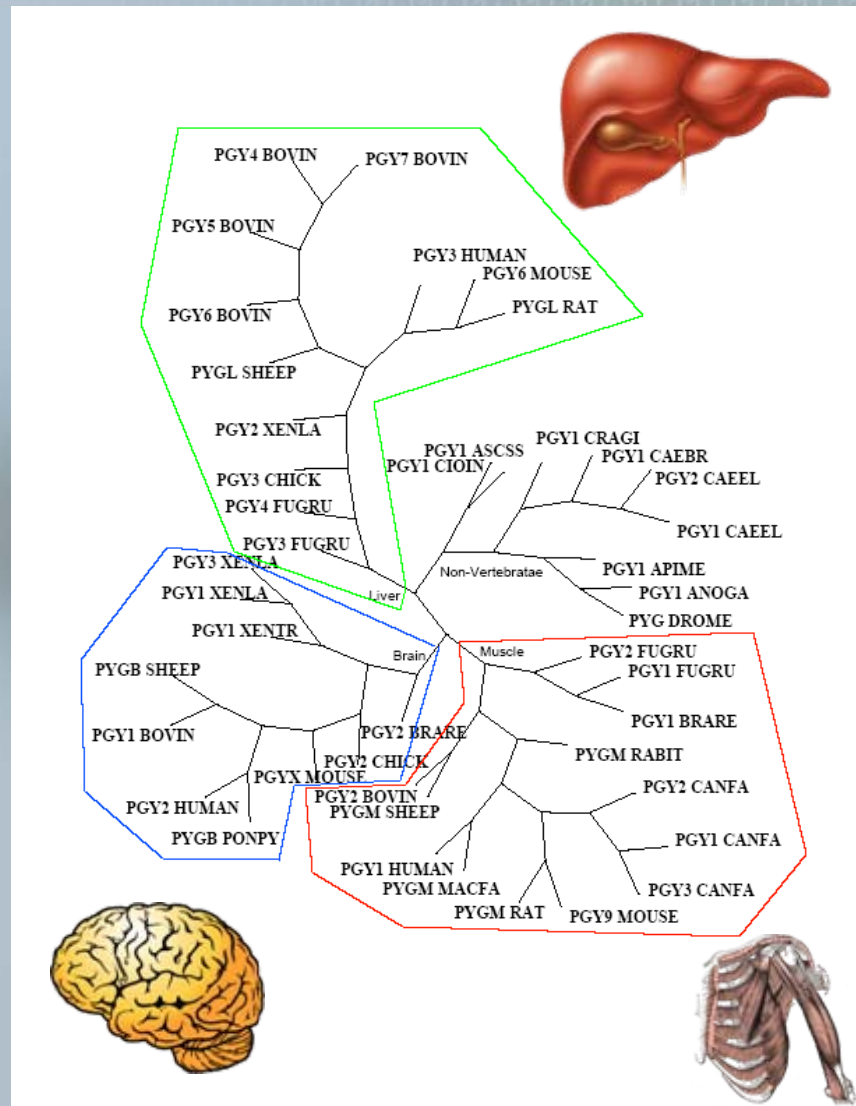 PGY4 BOVIN
PGY7 BOVIN
PGY5 BOVIN
PGY3 HUMAN
PGY6 MOUSE
PYGL RAT
PGY6 BOVIN
PYGL SHEEP
PGY2 XENLA
PGY1 CRAGI
PGY1 ASCSS
PGY1 CAEBR
PGY1 CIOIN
PGY3 CHICK
PGY2 CAEEL
PGY4 FUGRU
PGY1 CAEEL
PGY3 FUGRU
PGY3 XENLA
Non-Vertebratae
PGY1 APIME
PGY1 XENLA
Liver
PGY1 ANOGA
PYG DROME
PGY1 XENTR
Brain
Muscle
PGY2 FUGRU
PYGB SHEEP
PGY1 FUGRU
PGY1 BOVIN
PGY2 BRARE
PGY1 BRARE
PYGM RABIT
PGY2 CHICK
PGYX MOUSE
PGY2 CANFA
PGY2 HUMAN
PGY2 BOVIN
PYGM SHEEP
PYGB PONPY
PGY1 CANFA
PGY1 HUMAN
PYGM MACFA
PGY3 CANFA
PYGM RAT
PGY9 MOUSE